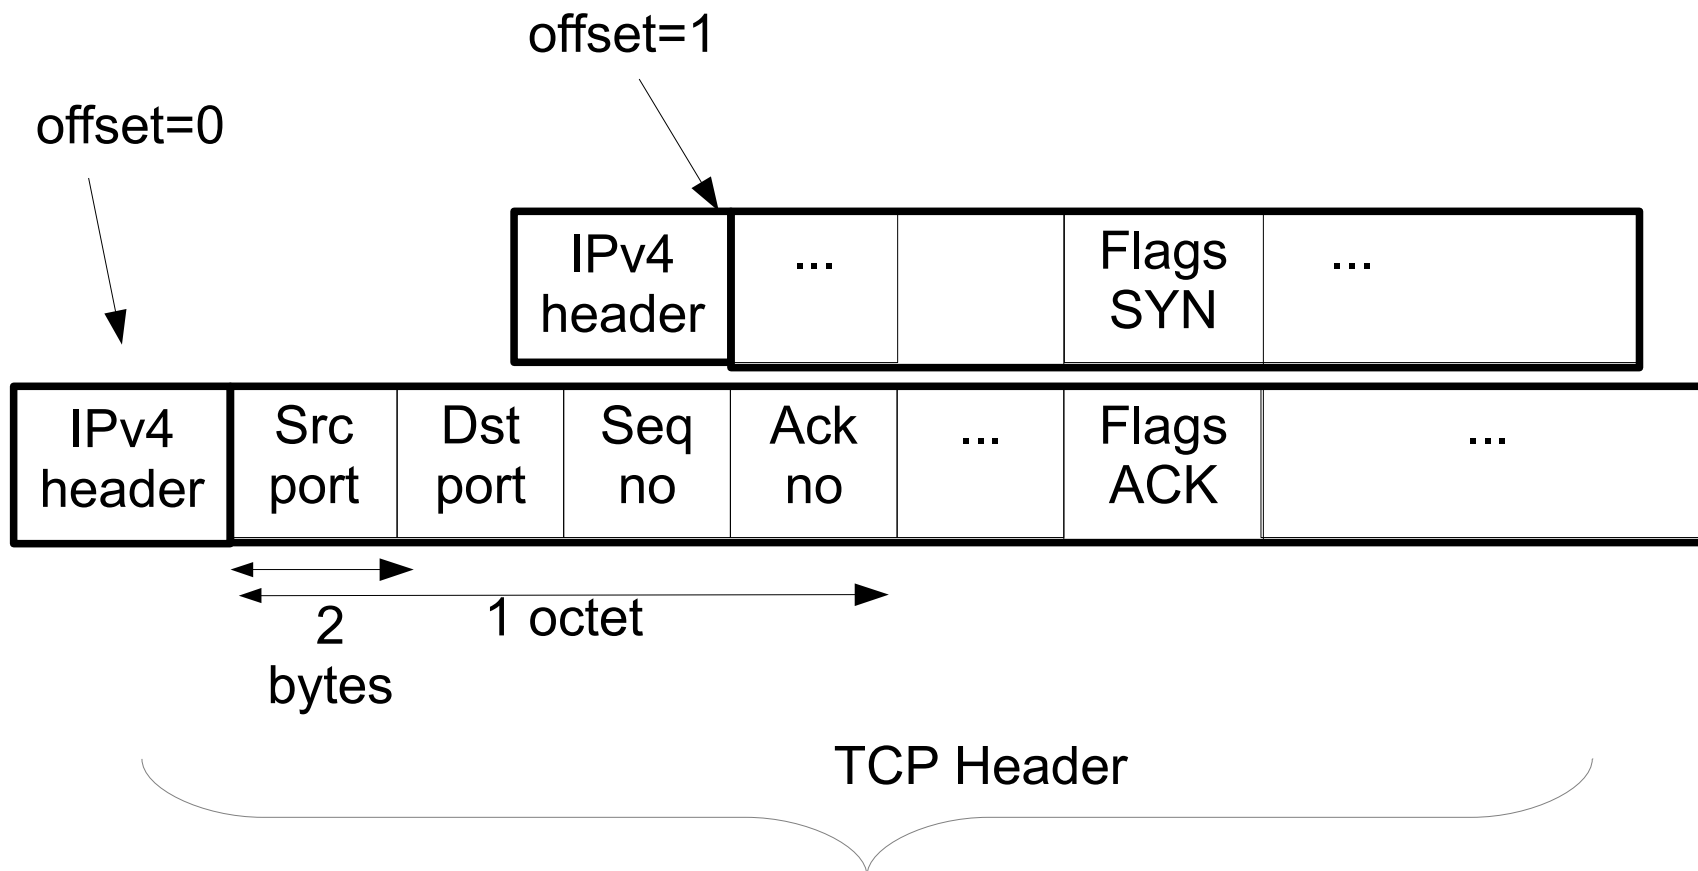 offset=1
offset=0
IPv4
header
...
Flags
SYN
...
IPv4
header
Src
port
Dst
port
Seq
no
Ack
no
...
Flags
ACK
...
2
bytes
1 octet
TCP Header